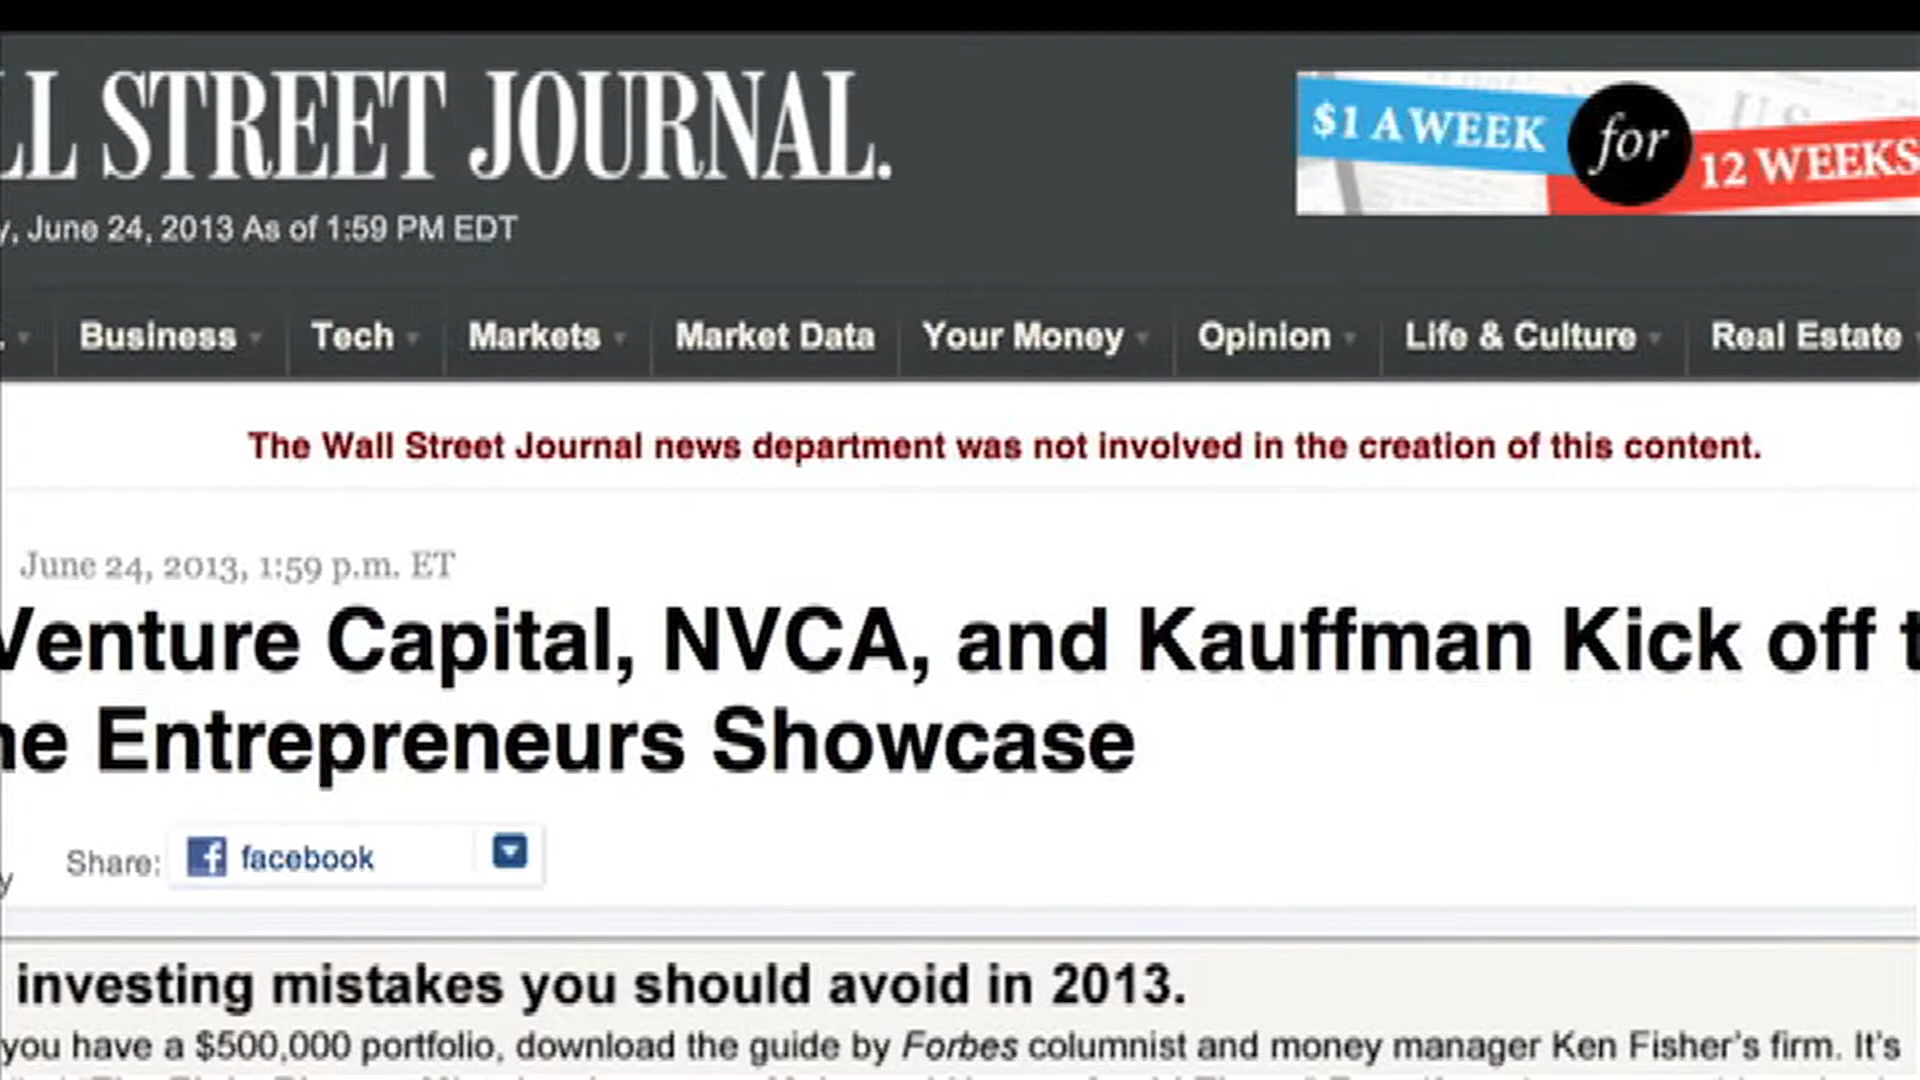 LL STREET JOURNAL.
$1 A WEEK for 12 WEEKS
y, June 24, 2013 As of 1:59 PM EDT
Business Tech Markets Market Data Your Money Opinion Life & Culture Real Estate
The Wall Street Journal news department was not involved in the creation of this content.
June 24, 2013, 1:59 p.m. ET
Venture Capital, NVCA, and Kauffman Kick off t
he Entrepreneurs Showcase
y Share: facebook
investing mistakes you should avoid in 2013.
you have a $500,000 portfolio, download the guide by Forbes columnist and money manager Ken Fisher's firm. It's